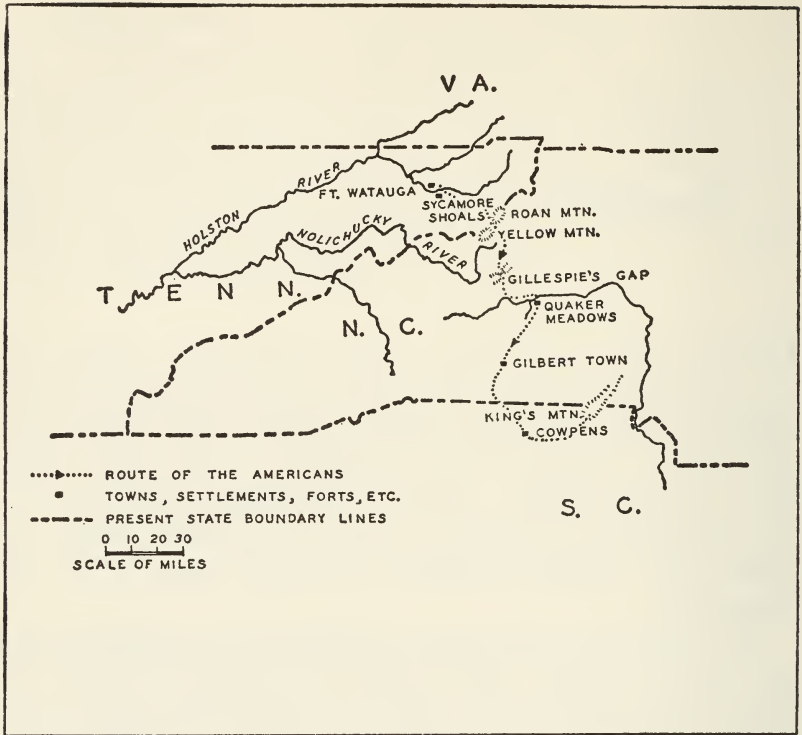 VA.
HOLSTON RIVER
FT. WATAUGA
SYCAMORE
SHOALS
ROAN MTN.
NOLICHUCKY RIVER
YELLOW MTN.
GILLESPIE'S GAP
TENN.
QUAKER
MEADOWS
N. C.
GILBERT TOWN
KING'S MTN.
COWPENS
ROUTE OF THE AMERICANS
TOWNS, SETTLEMENTS, FORTS, ETC.
PRESENT STATE BOUNDARY LINES
S. C.
0 10 20 30
SCALE OF MILES